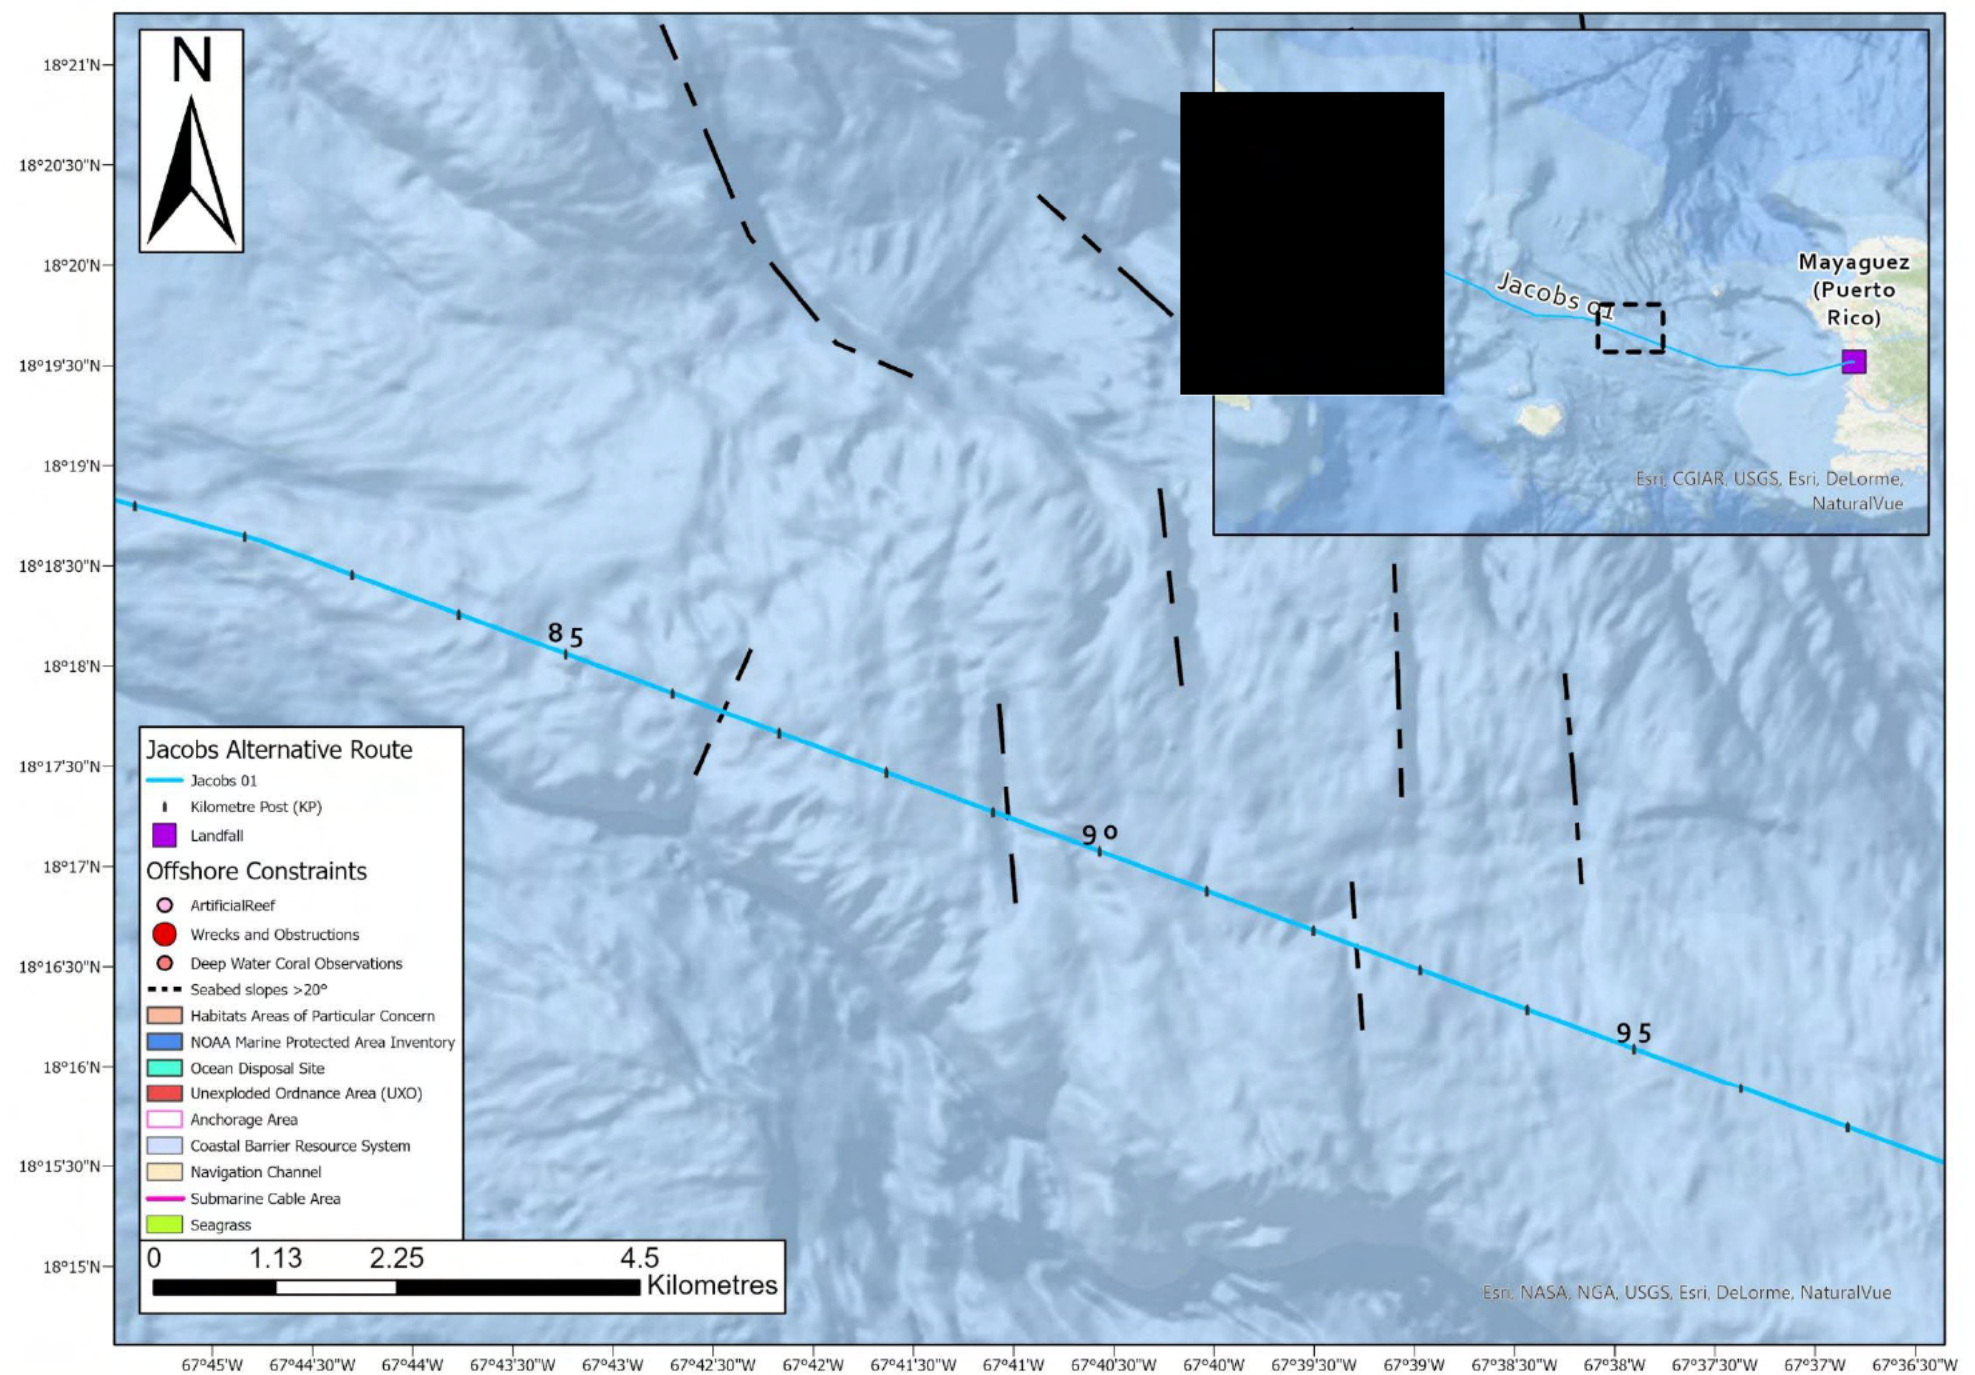 N
18°21'N
18°20'30"N
18°20'N
18°19'30"N
18°19'N
18°18'30"N
18°18'N
18°17'30"N
18°17'N
18°16'30"N
18°16'N
18°15'30"N
18°15'N
Jacobs 01
Mayaguez
(Puerto
Rico)
Esri, CGIAR, USGS, Esri, DeLorme,
NaturalVue
85
90
95
Jacobs Alternative Route
Jacobs 01
Kilometre Post (KP)
Landfall
Offshore Constraints
ArtificialReef
Wrecks and Obstructions
Deep Water Coral Observations
Seabed slopes >20°
Habitats Areas of Particular Concern
NOAA Marine Protected Area Inventory
Ocean Disposal Site
Unexploded Ordnance Area (UXO)
Anchorage Area
Coastal Barrier Resource System
Navigation Channel
Submarine Cable Area
Seagrass
0 1.13 2.25 4.5
Kilometres
Esri, NASA, NGA, USGS, Esri, DeLorme, NaturalVue
67°45'W 67°44'30"W 67°44'W 67°43'30"W 67°43'W 67°42'30"W 67°42'W 67°41'30"W 67°41'W 67°40'30"W 67°40'W 67°39'30"W 67°39'W 67°38'30"W 67°38'W 67°37'30"W 67°37'W 67°36'30"W